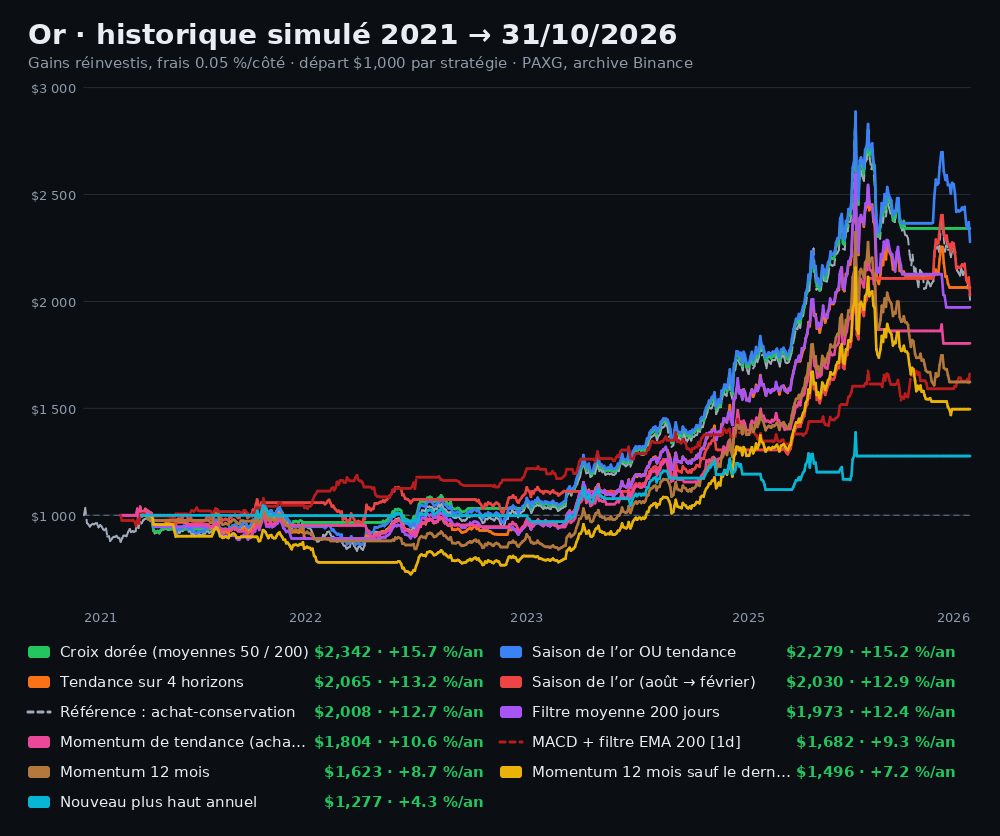 Or · historique simulé 2021 → 31/10/2026
Gains réinvestis, frais 0.05 %/côté · départ $1,000 par stratégie · PAXG, archive Binance
$3 000
$2 500
$2 000
$1 500
$1 000
2021 2022 2023 2025 2026
Croix dorée (moyennes 50 / 200) $2,342 · +15.7 %/an
Saison de l’or OU tendance $2,279 · +15.2 %/an
Tendance sur 4 horizons $2,065 · +13.2 %/an
Saison de l’or (août → février) $2,030 · +12.9 %/an
Référence : achat-conservation $2,008 · +12.7 %/an
Filtre moyenne 200 jours $1,973 · +12.4 %/an
Momentum de tendance (acha… $1,804 · +10.6 %/an
MACD + filtre EMA 200 [1d] $1,682 · +9.3 %/an
Momentum 12 mois $1,623 · +8.7 %/an
Momentum 12 mois sauf le dern… $1,496 · +7.2 %/an
Nouveau plus haut annuel $1,277 · +4.3 %/an